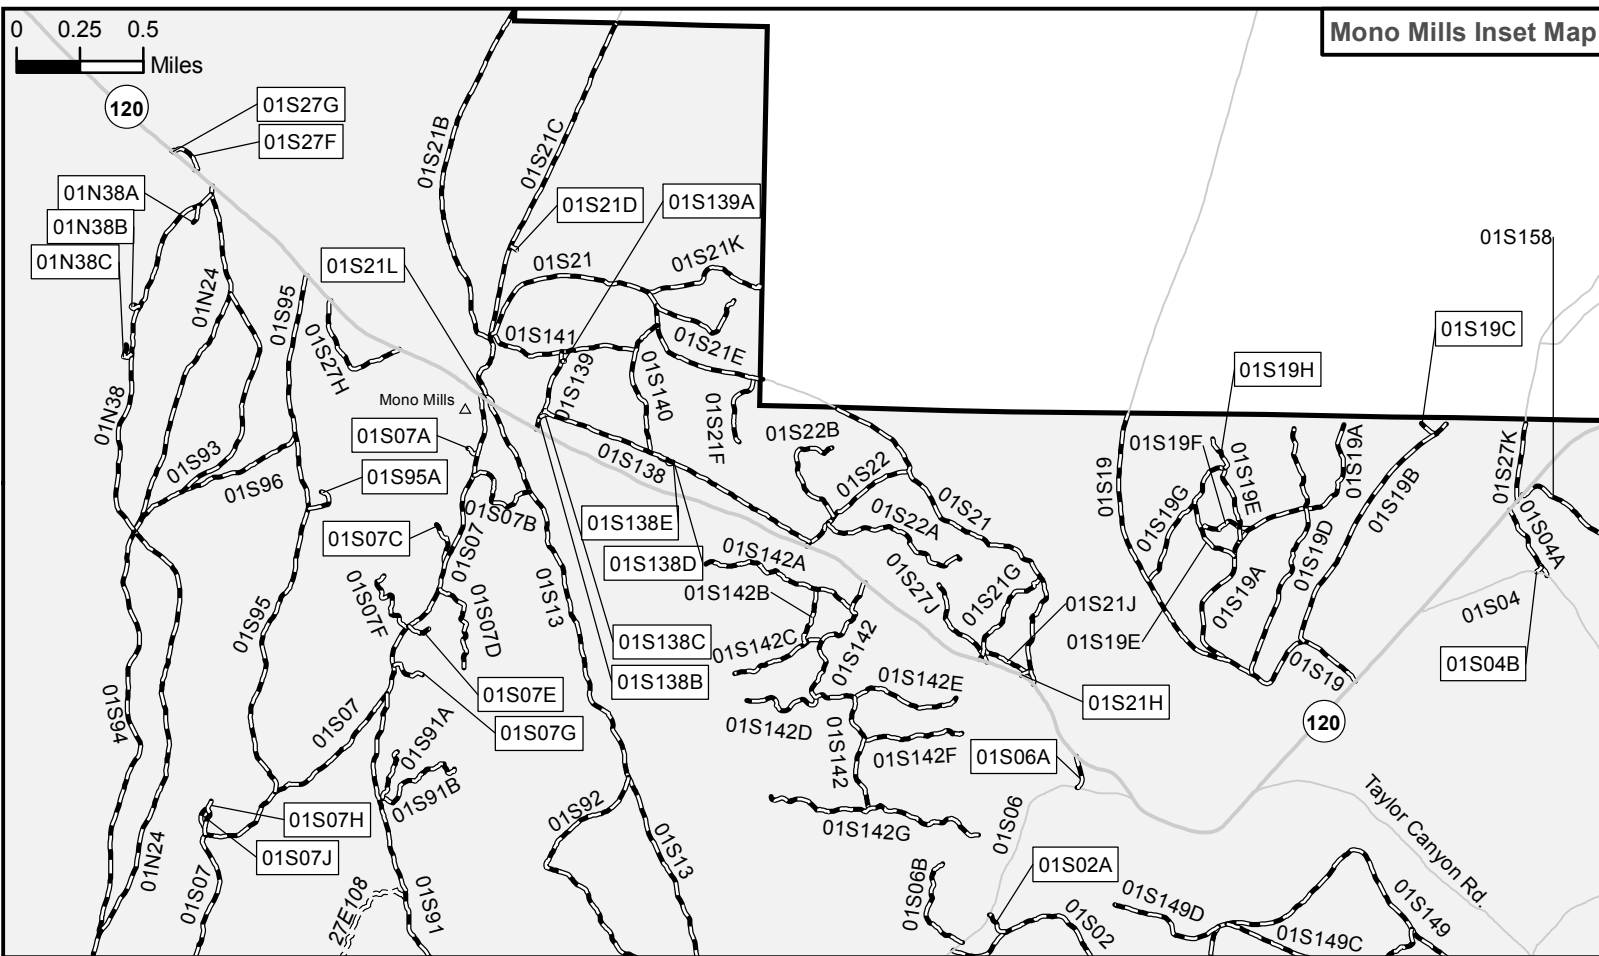 0 0.25 0.5
Miles
Mono Mills Inset Map
120
01S27G
01S27F
01N38A
01N38B
01N38C
01S21B
01S21C
01S21D
01S139A
01S21L
01S21
01S21K
01S158
01N24
01S95
01S27H
01S141
01S139
01S21E
01S140
01S21F
01S19C
01S19H
Mono Mills
01N38
01S07A
01S93
01S96
01S95A
01S138
01S22B
01S22
01S22A
01S21
01S19
01S19F
01S19G
01S19E
01S19A
01S19B
01S19D
01S27K
01S04A
01S07C
01S07B
01S07
01S138E
01S138D
01S142A
01S142B
01S27J
01S21G
01S21J
01S19E
01S19A
01S04
01S04B
01S07F
01S07D
01S13
01S95
01S138C
01S138B
01S142C
01S142
01S142E
01S21H
01S19
01S94
01S07
01S07E
01S07G
01S142D
01S142
01S142F
01S06A
120
01S91A
01S91B
01S07H
01S07J
01S92
01S13
01S142G
01S06
Taylor Canyon Rd.
01N24
01S07
27E108
01S91
01S06B
01S02A
01S02
01S149D
01S149C
01S149